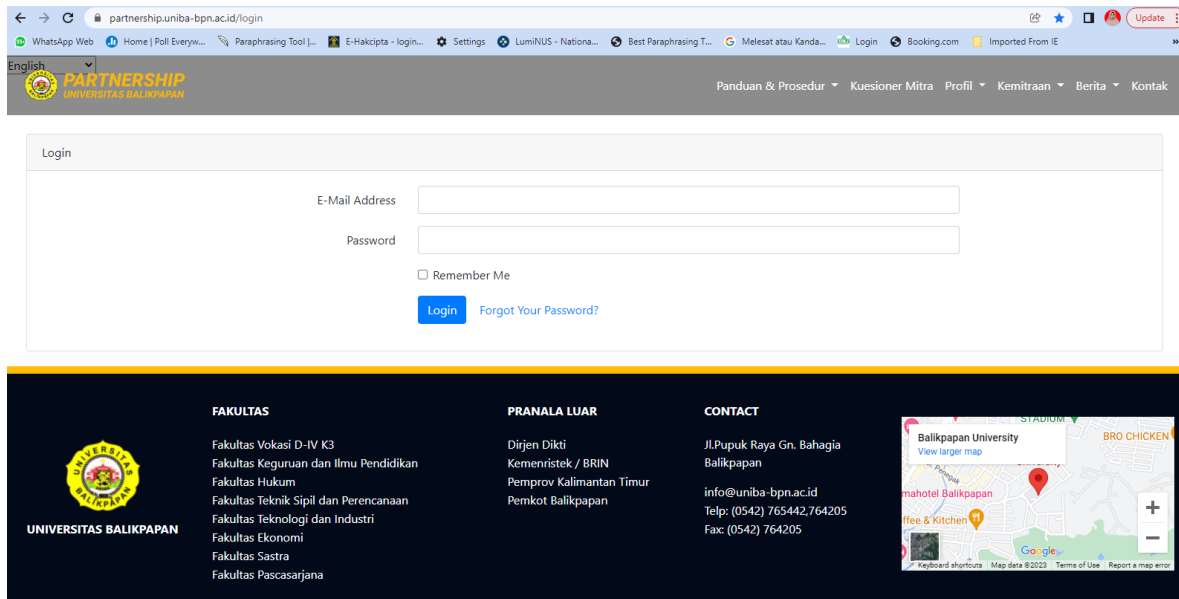 partnership.uniba-bpn.ac.id/login
Update
WhatsApp Web
Home | Poll Everyw...
Paraphrasing Tool |...
E-Hakcipta - login...
Settings
LumiNUS - Nationa...
Best Paraphrasing T...
Melesat atau Kanda...
Login
Booking.com
Imported From IE
English
PARTNERSHIP
UNIVERSITAS BALIKPAPAN
Panduan & Prosedur
Kuesioner Mitra
Profil
Kemitraan
Berita
Kontak
Login
E-Mail Address
Password
Remember Me
Login
Forgot Your Password?
UNIVERSITAS BALIKPAPAN
FAKULTAS
Fakultas Vokasi D-IV K3
Fakultas Keguruan dan Ilmu Pendidikan
Fakultas Hukum
Fakultas Teknik Sipil dan Perencanaan
Fakultas Teknologi dan Industri
Fakultas Ekonomi
Fakultas Sastra
Fakultas Pascasarjana
PRANALA LUAR
Dirjen Dikti
Kemenristek / BRIN
Pemprov Kalimantan Timur
Pemkot Balikpapan
CONTACT
Jl.Pupuk Raya Gn. Bahagia
Balikpapan
info@uniba-bpn.ac.id
Telp: (0542) 765442,764205
Fax: (0542) 764205
STADIUM
Balikpapan University
View larger map
BRO CHICKEN
mahotel Balikpapan
ffee & Kitchen
Google
Keyboard shortcuts
Map data ©2023
Terms of Use
Report a map error